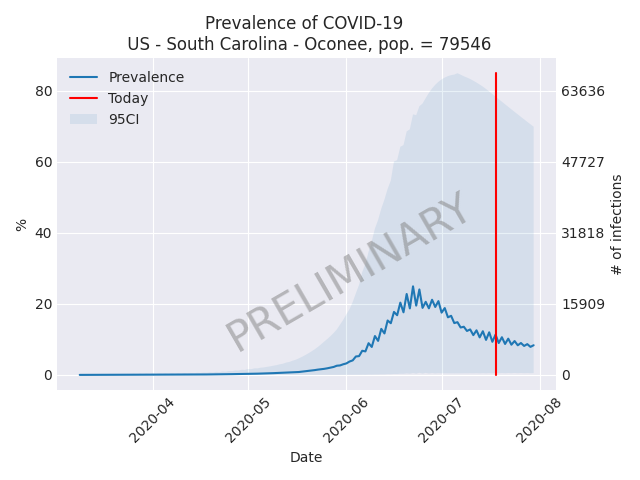 Prevalence of COVID-19
US - South Carolina - Oconee, pop. = 79546
Prevalence
Today
95CI
80
60
40
20
0
%
63636
47727
31818
15909
0
# of infections
PRELIMINARY
2020-04
2020-05
2020-06
2020-07
2020-08
Date